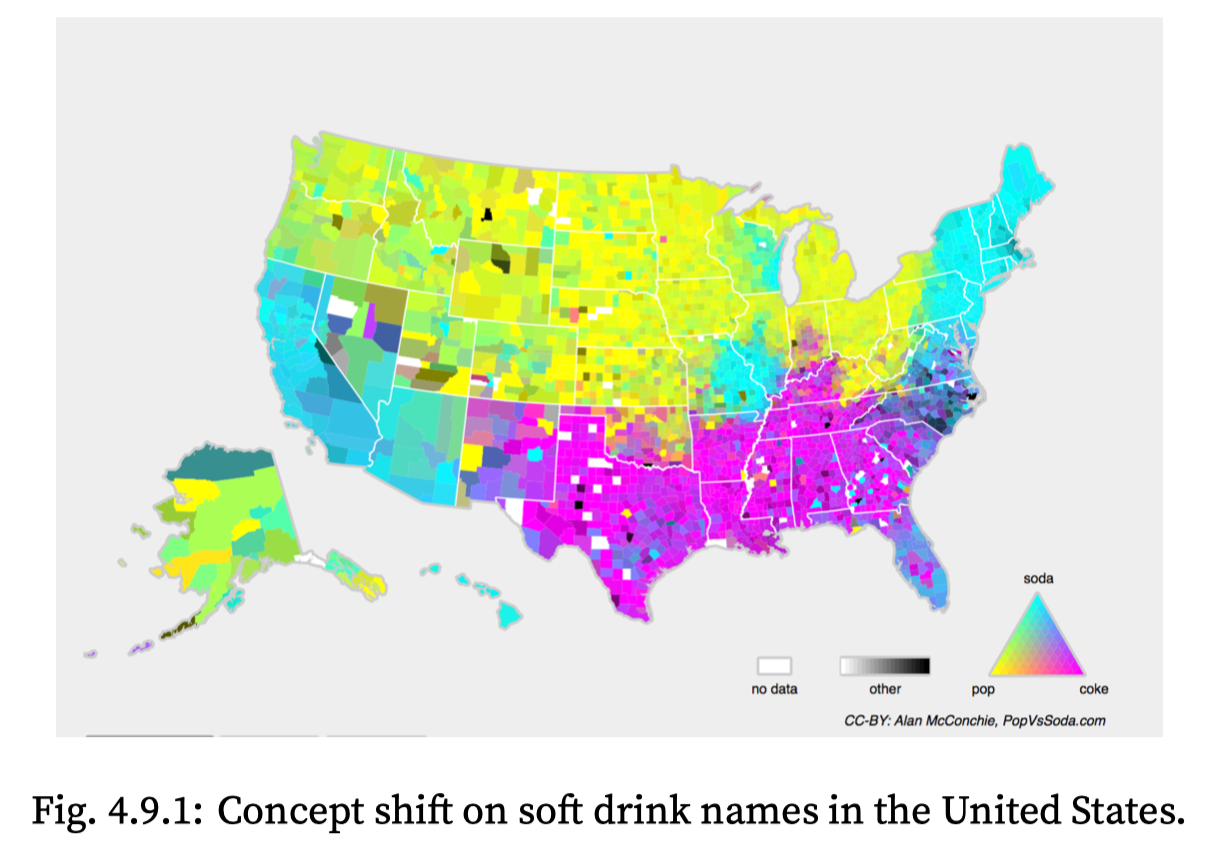 soda
no data
other
pop
coke
CC-BY: Alan McConchie, PopVsSoda.com
Fig. 4.9.1: Concept shift on soft drink names in the United States.